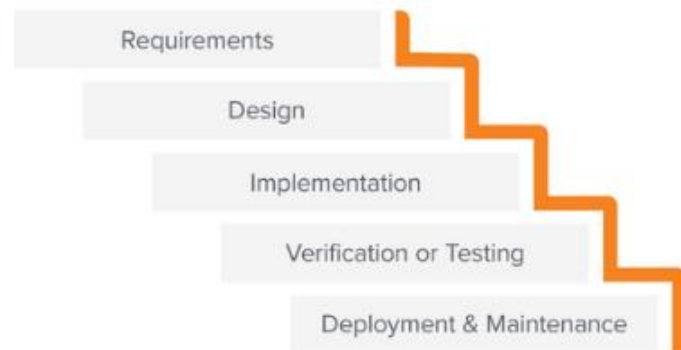 Requirements
Design
Implementation
Verification or Testing
Deployment & Maintenance